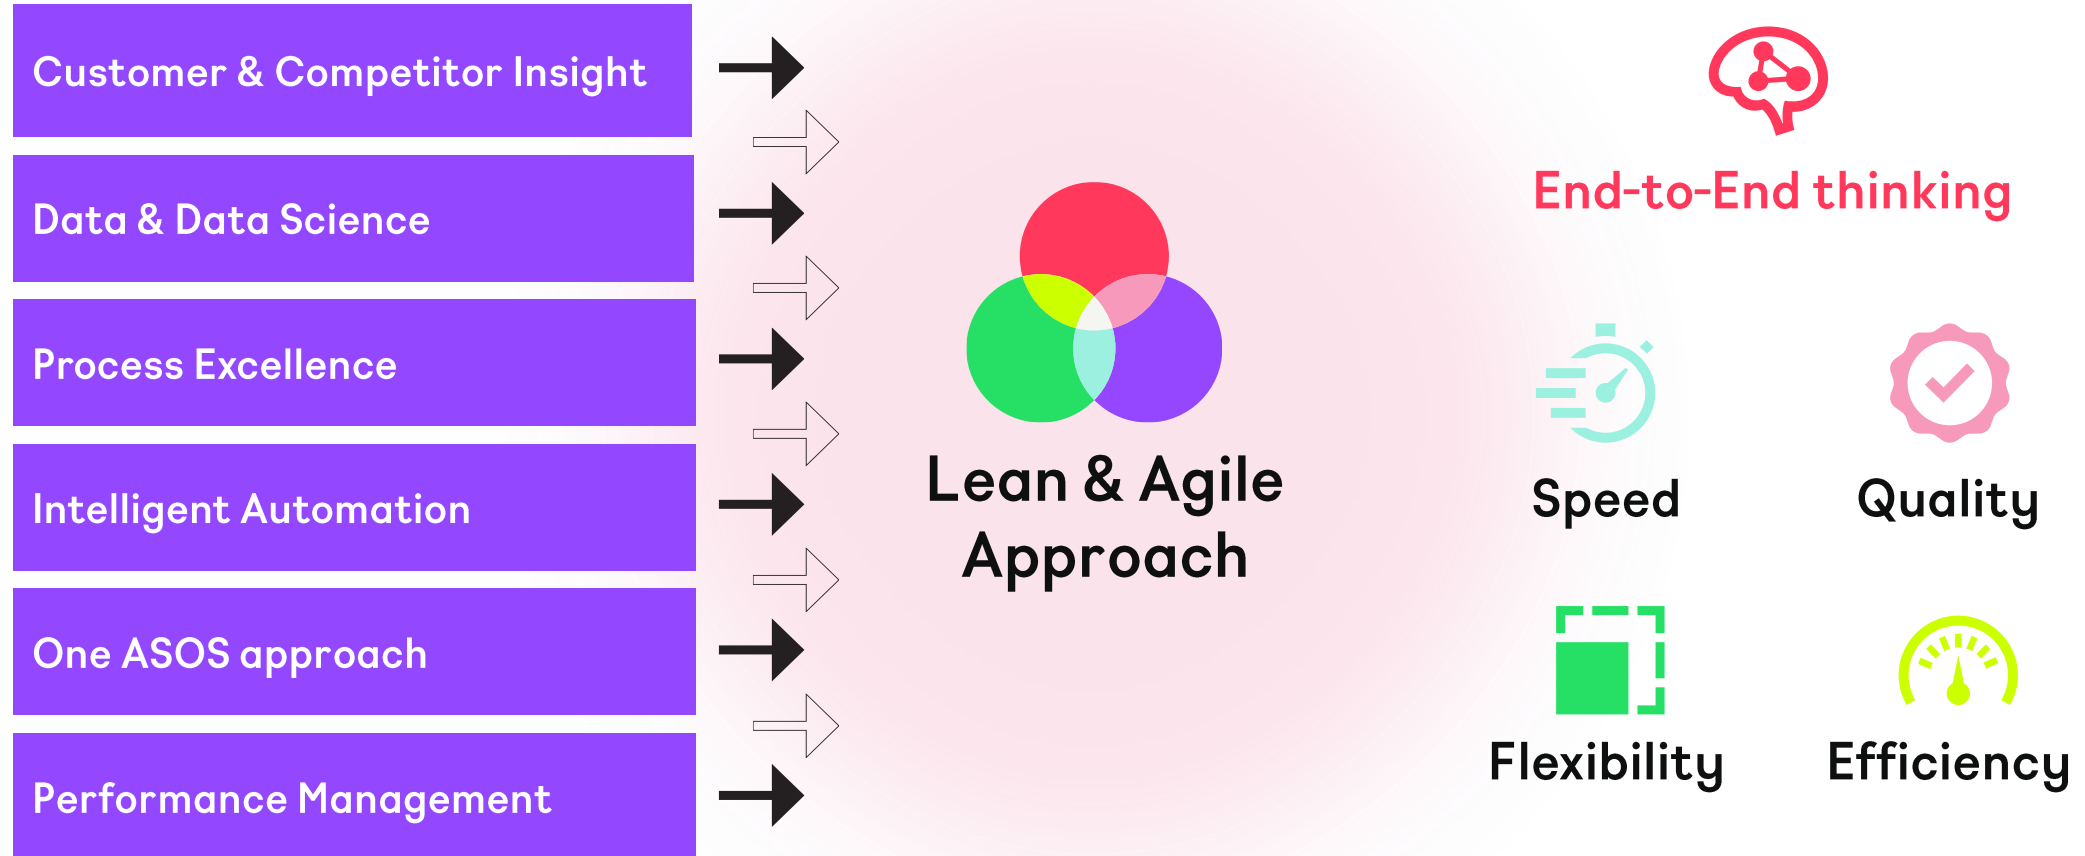 Customer & Competitor Insight
Data & Data Science
Process Excellence
Intelligent Automation
One ASOS approach
Performance Management
Lean & Agile
Approach
End-to-End thinking
Speed
Quality
Flexibility
Efficiency